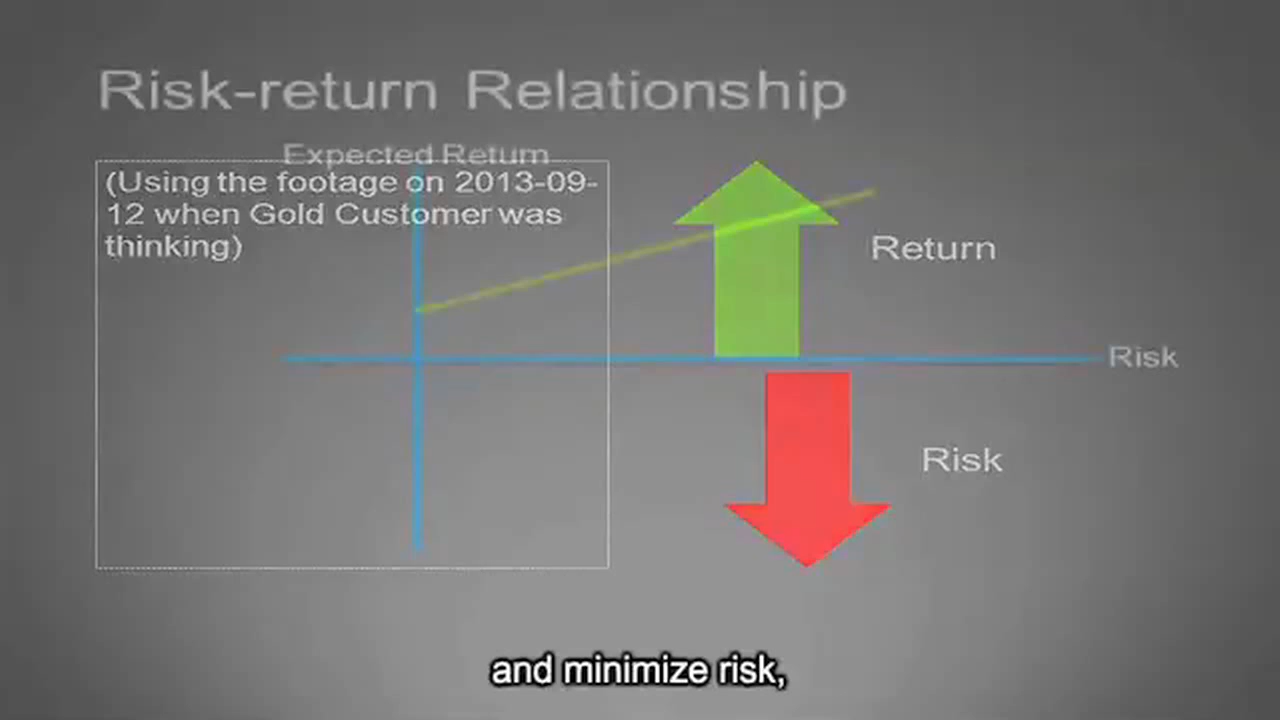 Risk-return Relationship
Expected Return
(Using the footage on 2013-09-
12 when Gold Customer was
thinking)
Return
Risk
Risk
and minimize risk,